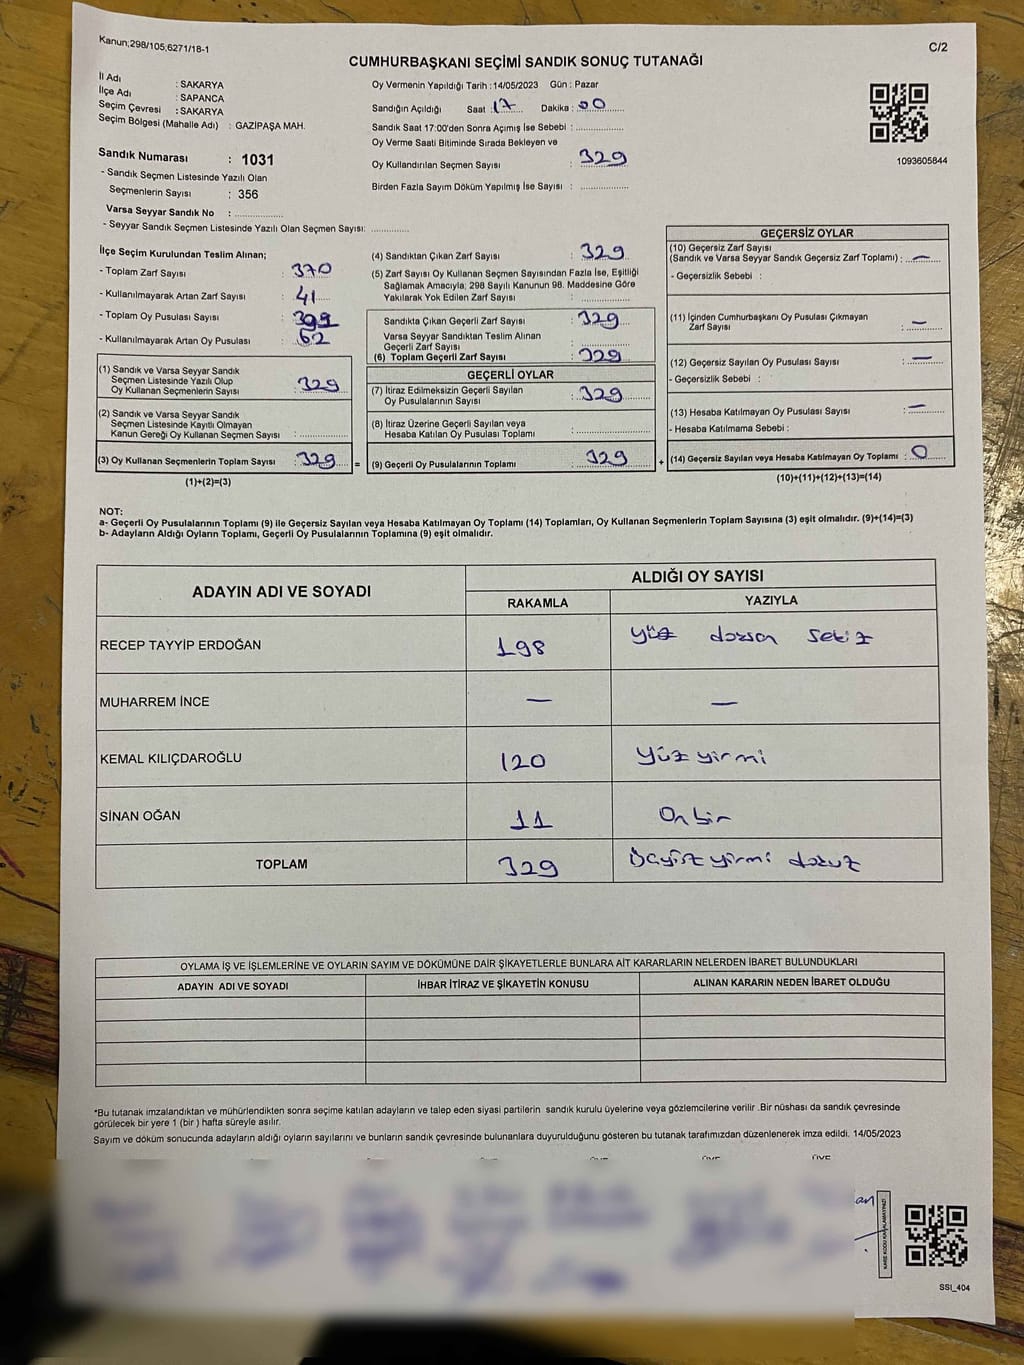 Kanun;298/105;6271/18-1
C/2
CUMHURBAŞKANI SEÇİMİ SANDIK SONUÇ TUTANAĞI
İl Adı : SAKARYA
İlçe Adı : SAPANCA
Seçim Çevresi : SAKARYA
Seçim Bölgesi (Mahalle Adı) : GAZİPAŞA MAH.
Sandık Numarası : 1031
- Sandık Seçmen Listesinde Yazılı Olan
Seçmenlerin Sayısı : 356
Varsa Seyyar Sandık No : ..............
- Seyyar Sandık Seçmen Listesinde Yazılı Olan Seçmen Sayısı: ............
Oy Vermenin Yapıldığı Tarih :14/05/2023 Gün : Pazar
Sandığın Açıldığı Saat : 17 Dakika : 00
Sandık Saat 17:00'den Sonra Açılmış İse Sebebi : ..............
Oy Verme Saati Bitiminde Sırada Bekleyen ve
Oy Kullandırılan Seçmen Sayısı : 329
Birden Fazla Sayım Döküm Yapılmış İse Sayısı : ..............
1093605844
İlçe Seçim Kurulundan Teslim Alınan;
- Toplam Zarf Sayısı : 370
- Kullanılmayarak Artan Zarf Sayısı : 41
- Toplam Oy Pusulası Sayısı :
- Kullanılmayarak Artan Oy Pusulası : 62
(1) Sandık ve Varsa Seyyar Sandık
Seçmen Listesinde Yazılı Olup
Oy Kullanan Seçmenlerin Sayısı : 329
(2) Sandık ve Varsa Seyyar Sandık
Seçmen Listesinde Kayıtlı Olmayan
Kanun Gereği Oy Kullanan Seçmen Sayısı : ..............
(3) Oy Kullanan Seçmenlerin Toplam Sayısı : 329
(1)+(2)=(3)
=
(4) Sandıktan Çıkan Zarf Sayısı : 329
(5) Zarf Sayısı Oy Kullanan Seçmen Sayısından Fazla İse, Eşitliği
Sağlamak Amacıyla; 298 Sayılı Kanunun 98. Maddesine Göre
Yakılarak Yok Edilen Zarf Sayısı : ..............
Sandıkta Çıkan Geçerli Zarf Sayısı : 329
Varsa Seyyar Sandıktan Teslim Alınan
Geçerli Zarf Sayısı : ..............
(6) Toplam Geçerli Zarf Sayısı : 329
GEÇERLİ OYLAR
(7) İtiraz Edilmeksizin Geçerli Sayılan
Oy Pusulalarının Sayısı : 329
(8) İtiraz Üzerine Geçerli Sayılan veya
Hesaba Katılan Oy Pusulası Toplamı : ..............
(9) Geçerli Oy Pusulalarının Toplamı : 329
+
GEÇERSİZ OYLAR
(10) Geçersiz Zarf Sayısı
(Sandık ve Varsa Seyyar Sandık Geçersiz Zarf Toplamı) : —
- Geçersizlik Sebebi :
(11) İçinden Cumhurbaşkanı Oy Pusulası Çıkmayan
Zarf Sayısı : —
(12) Geçersiz Sayılan Oy Pusulası Sayısı : —
- Geçersizlik Sebebi :
(13) Hesaba Katılmayan Oy Pusulası Sayısı : —
- Hesaba Katılmama Sebebi :
(14) Geçersiz Sayılan veya Hesaba Katılmayan Oy Toplamı : 0
(10)+(11)+(12)+(13)=(14)
NOT:
a- Geçerli Oy Pusulalarının Toplamı (9) ile Geçersiz Sayılan veya Hesaba Katılmayan Oy Toplamı (14) Toplamları, Oy Kullanan Seçmenlerin Toplam Sayısına (3) eşit olmalıdır. (9)+(14)=(3)
b- Adayların Aldığı Oyların Toplamı, Geçerli Oy Pusulalarının Toplamına (9) eşit olmalıdır.
ADAYIN ADI VE SOYADI ALDIĞI OY SAYISI
RAKAMLA YAZIYLA
RECEP TAYYİP ERDOĞAN 198 yüz doksan sekiz
MUHARREM İNCE — —
KEMAL KILIÇDAROĞLU 120 Yüz yirmi
SİNAN OĞAN 11 On bir
TOPLAM 329 Üçyüz yirmi dokuz
OYLAMA İŞ VE İŞLEMLERİNE VE OYLARIN SAYIM VE DÖKÜMÜNE DAİR ŞİKAYETLERLE BUNLARA AİT KARARLARIN NELERDEN İBARET BULUNDUKLARI
ADAYIN ADI VE SOYADI İHBAR İTİRAZ VE ŞİKAYETİN KONUSU ALINAN KARARIN NEDEN İBARET OLDUĞU
*Bu tutanak imzalandıktan ve mühürlendikten sonra seçime katılan adayların ve talep eden siyasi partilerin sandık kurulu üyelerine veya gözlemcilerine verilir .Bir nüshası da sandık çevresinde
görülecek bir yere 1 (bir ) hafta süreyle asılır.
Sayım ve döküm sonucunda adayların aldığı oyların sayılarını ve bunların sandık çevresinde bulunanlara duyurulduğunu gösteren bu tutanak tarafımızdan düzenlenerek imza edildi. 14/05/2023
ÜYE ÜYE
an
KARE KODU KARALAMAYINIZ!
SSI_404